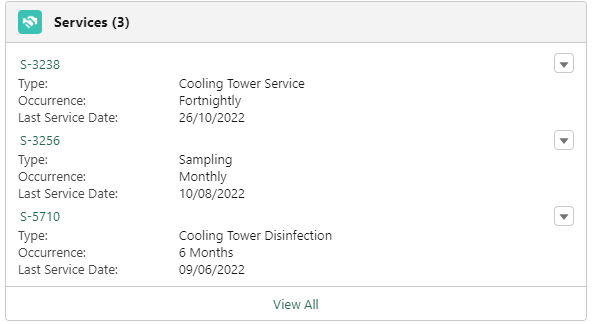 Services (3)
S-3238
Type: Cooling Tower Service
Occurrence: Fortnightly
Last Service Date: 26/10/2022
S-3256
Type: Sampling
Occurrence: Monthly
Last Service Date: 10/08/2022
S-5710
Type: Cooling Tower Disinfection
Occurrence: 6 Months
Last Service Date: 09/06/2022
View All